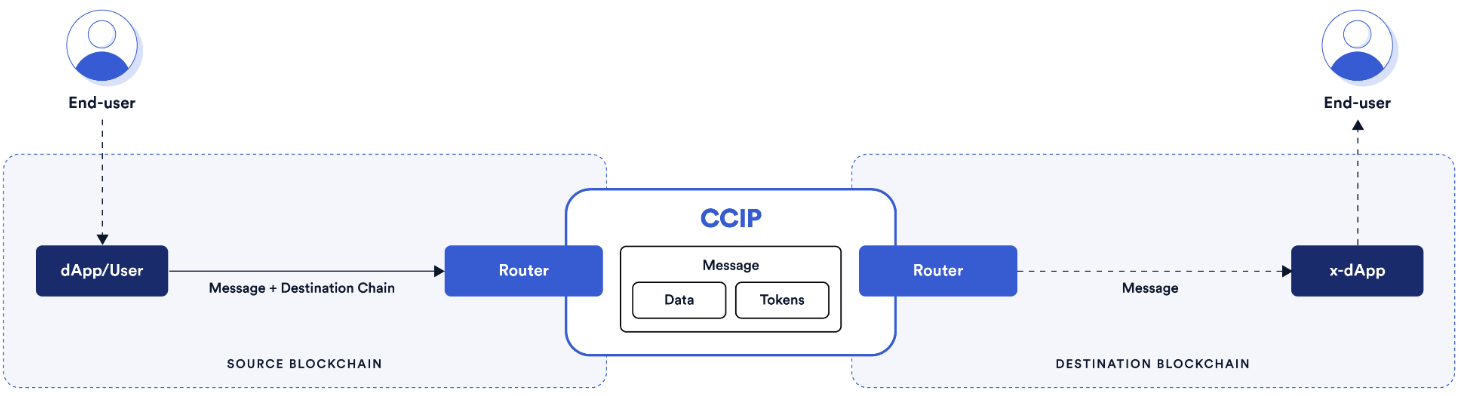 End-user
End-user
CCIP
dApp/User
Message + Destination Chain
Router
Message
Data
Tokens
Router
Message
x-dApp
SOURCE BLOCKCHAIN
DESTINATION BLOCKCHAIN